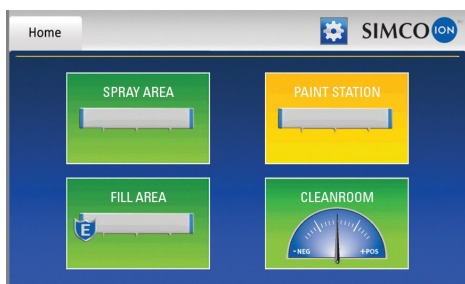 Home
SIMCO ION
SPRAY AREA
PAINT STATION
FILL AREA
E
CLEANROOM
-NEG +POS